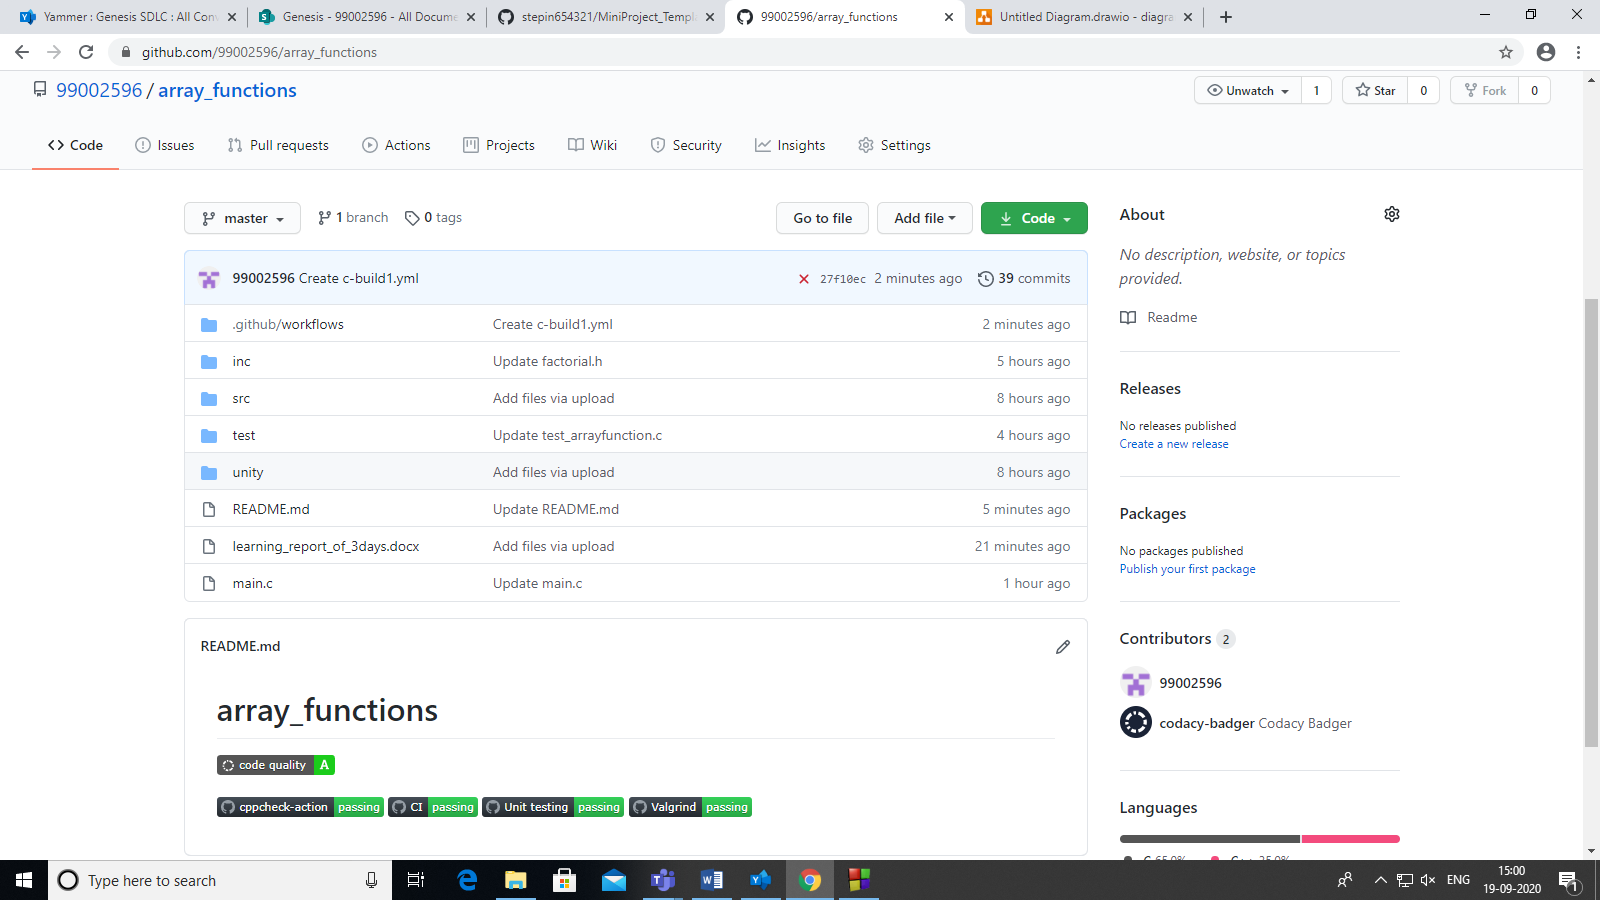 Yammer : Genesis SDLC : All Con
Genesis - 99002596 - All Docume
stepin654321/MiniProject_Templ
99002596/array_functions
Untitled Diagram.drawio - diagra
github.com/99002596/array_functions
99002596 / array_functions
Unwatch 1
Star 0
Fork 0
Code
Issues
Pull requests
Actions
Projects
Wiki
Security
Insights
Settings
master
1 branch
0 tags
Go to file
Add file
Code
99002596 Create c-build1.yml 27f10ec 2 minutes ago 39 commits
.github/workflows Create c-build1.yml 2 minutes ago
inc Update factorial.h 5 hours ago
src Add files via upload 8 hours ago
test Update test_arrayfunction.c 4 hours ago
unity Add files via upload 8 hours ago
README.md Update README.md 5 minutes ago
learning_report_of_3days.docx Add files via upload 21 minutes ago
main.c Update main.c 1 hour ago
README.md
array_functions
code quality A
cppcheck-action passing CI passing Unit testing passing Valgrind passing
About
No description, website, or topics
provided.
Readme
Releases
No releases published
Create a new release
Packages
No packages published
Publish your first package
Contributors 2
99002596
codacy-badger Codacy Badger
Languages
Type here to search
ENG
15:00
19-09-2020
1